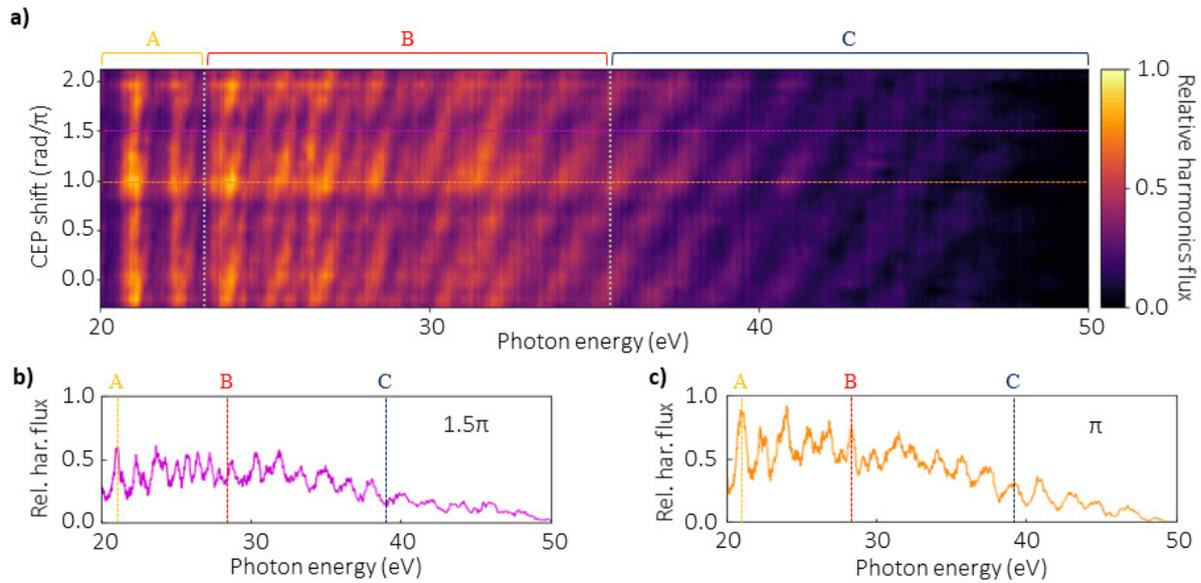 a)
A B C
2.0
1.5
1.0
0.5
0.0
CEP shift (rad/π)
20 30 40 50
Photon energy (eV)
1.0
0.5
0.0
Relative harmonics flux
b)
A B C
1.0
0.5
0.0
Rel. har. flux
1.5π
20 30 40 50
Photon energy (eV)
c)
A B C
1.0
0.5
0.0
Rel. har. flux
π
20 30 40 50
Photon energy (eV)